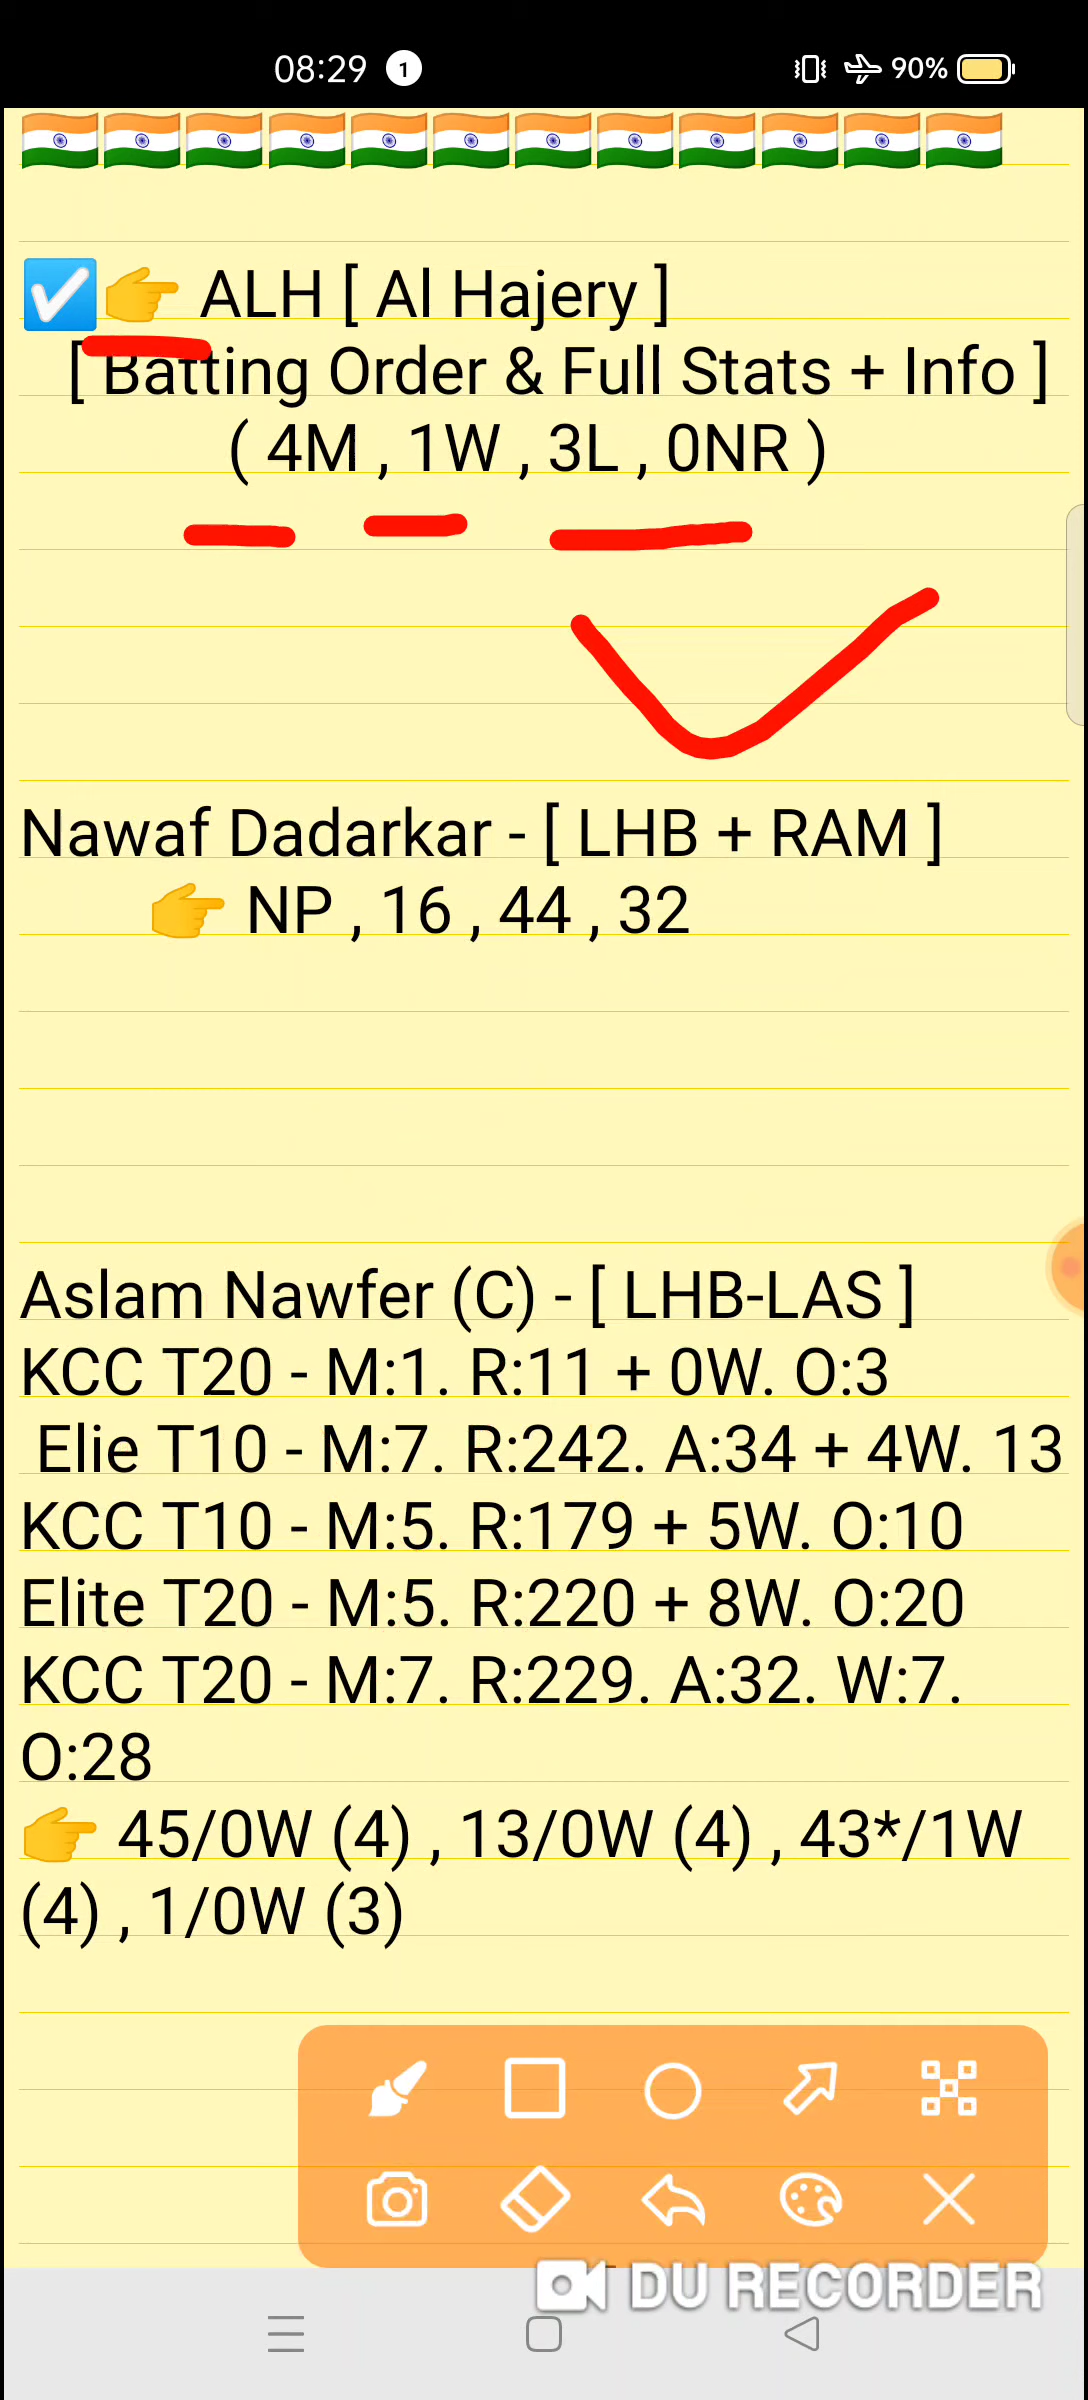 08:29 1 90%
ALH [ Al Hajery ]
[ Batting Order & Full Stats + Info ]
( 4M , 1W , 3L , 0NR )
Nawaf Dadarkar - [ LHB + RAM ]
NP , 16 , 44 , 32
Aslam Nawfer (C) - [ LHB-LAS ]
KCC T20 - M:1. R:11 + 0W. O:3
Elie T10 - M:7. R:242. A:34 + 4W. 13
KCC T10 - M:5. R:179 + 5W. O:10
Elite T20 - M:5. R:220 + 8W. O:20
KCC T20 - M:7. R:229. A:32. W:7.
O:28
45/0W (4) , 13/0W (4) , 43*/1W
(4) , 1/0W (3)
DU RECORDER